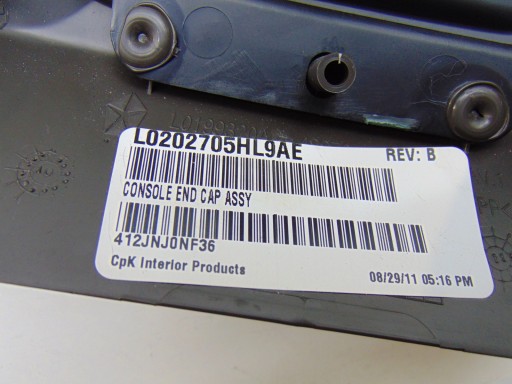 L0202705HL9AE REV: B
CONSOLE END CAP ASSY
412JNJ0NF36
CpK Interior Products 08/29/11 05:16 PM